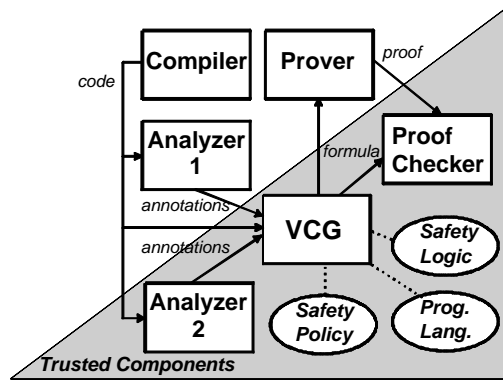 Compiler
Prover
proof
code
Analyzer
1
formula
Proof
Checker
annotations
VCG
Safety
Logic
annotations
Analyzer
2
Safety
Policy
Prog.
Lang.
Trusted Components